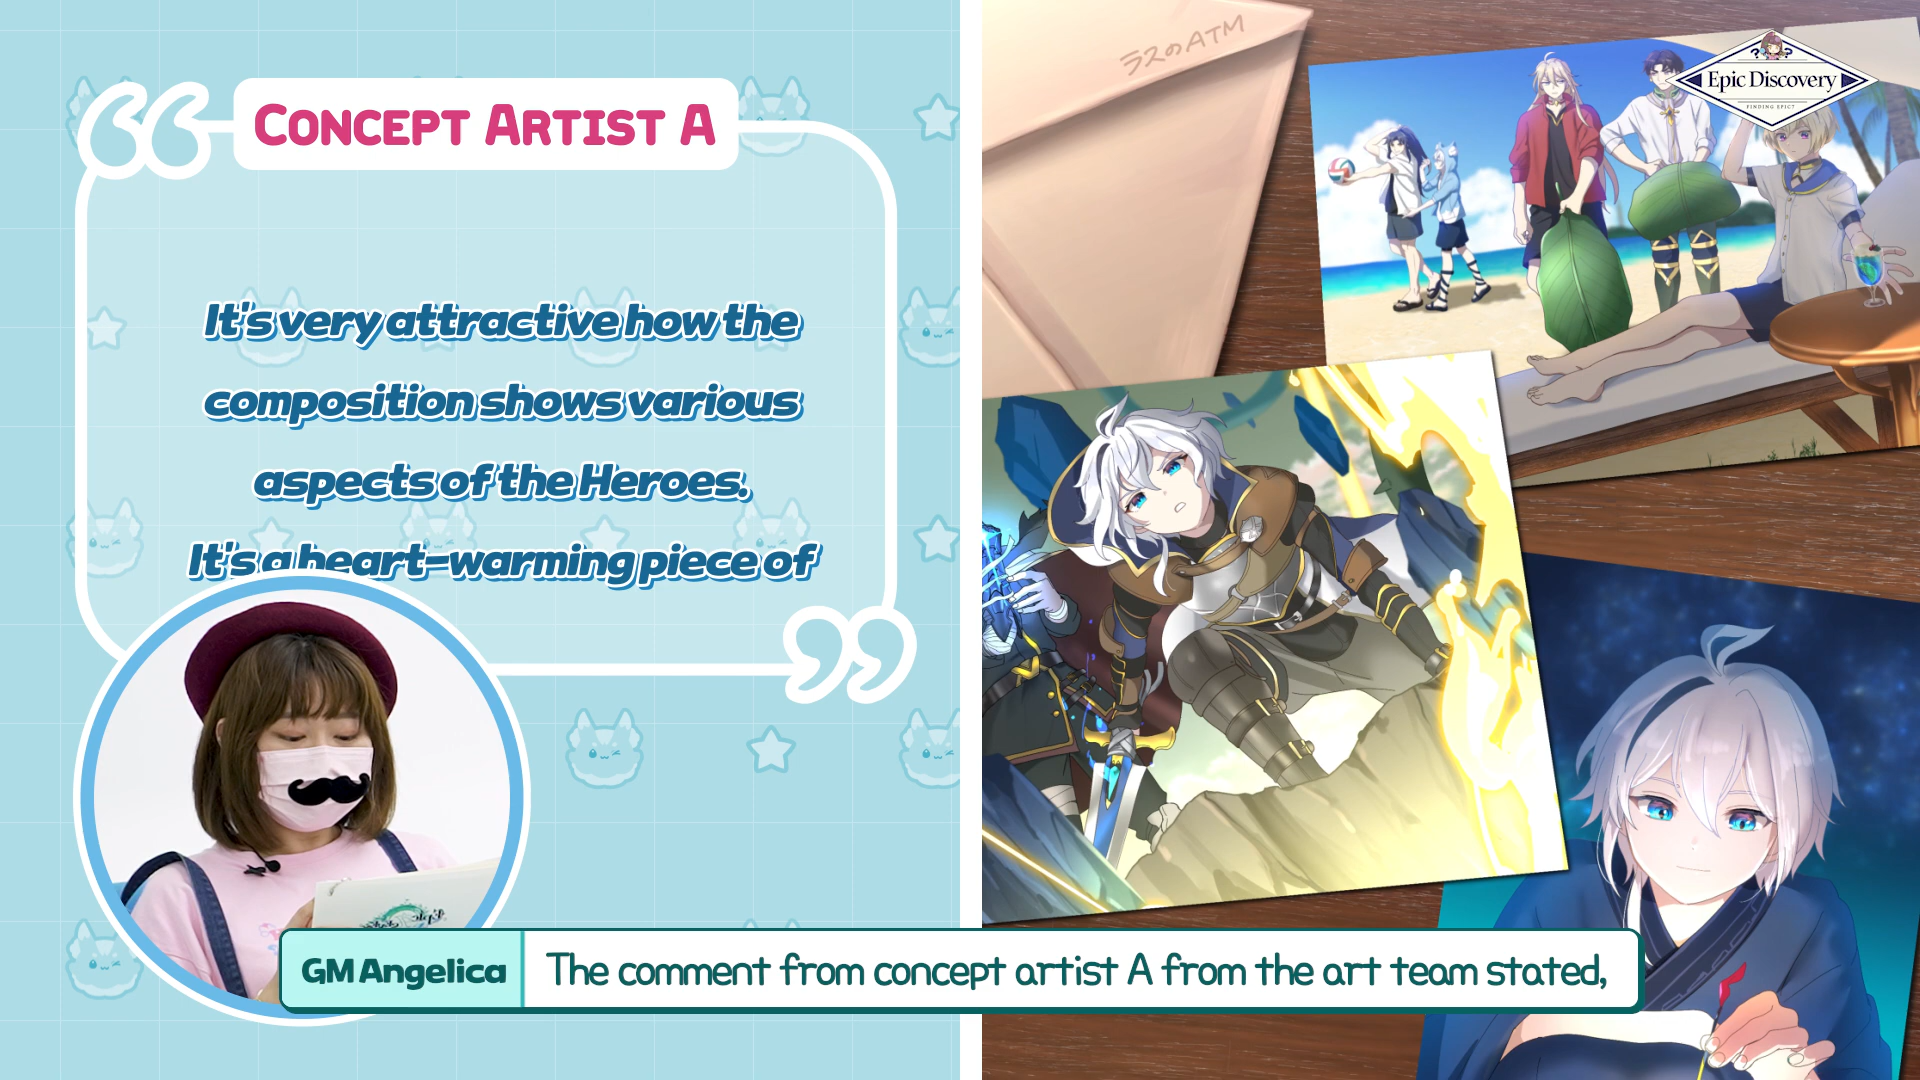 CONCEPT ARTIST A
It's very attractive how the
composition shows various
aspects of the Heroes.
It's a heart-warming piece of
ラスのATM
Epic Discovery
FINDING EPIC7
GM Angelica
The comment from concept artist A from the art team stated,